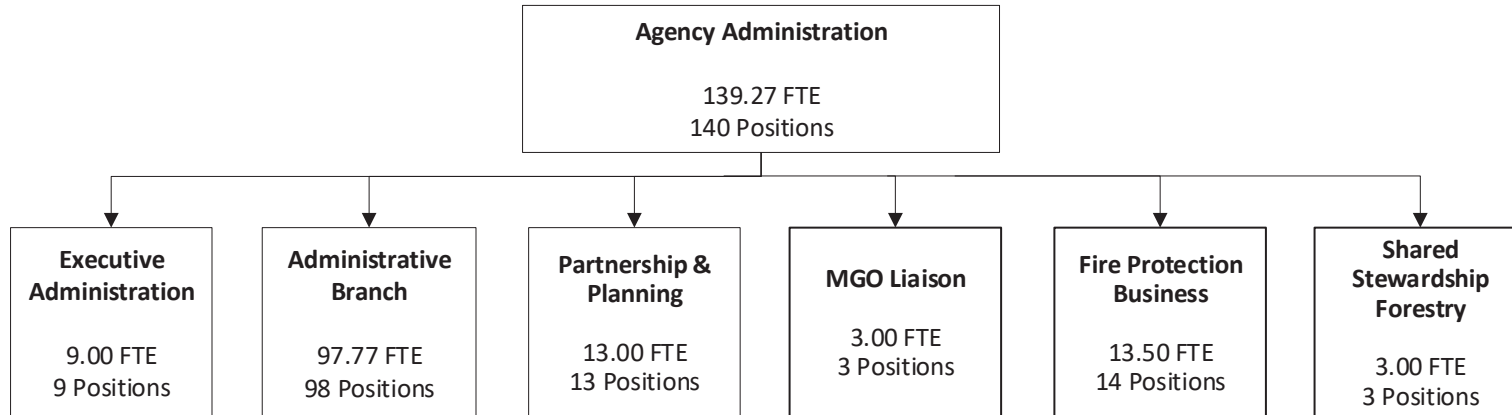 Agency Administration
139.27 FTE
140 Positions
Executive
Administration
9.00 FTE
9 Positions
Administrative
Branch
97.77 FTE
98 Positions
Partnership &
Planning
13.00 FTE
13 Positions
MGO Liaison
3.00 FTE
3 Positions
Fire Protection
Business
13.50 FTE
14 Positions
Shared
Stewardship
Forestry
3.00 FTE
3 Positions